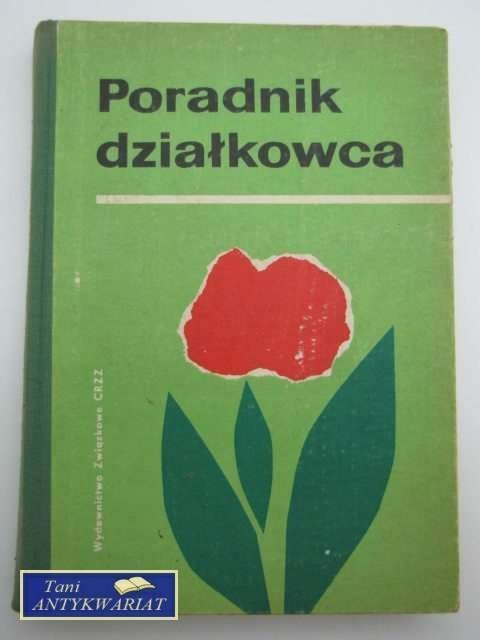 Poradnik
działkowca
Wydawnictwo Związkowe CRZZ
Tani
ANTYKWARIAT